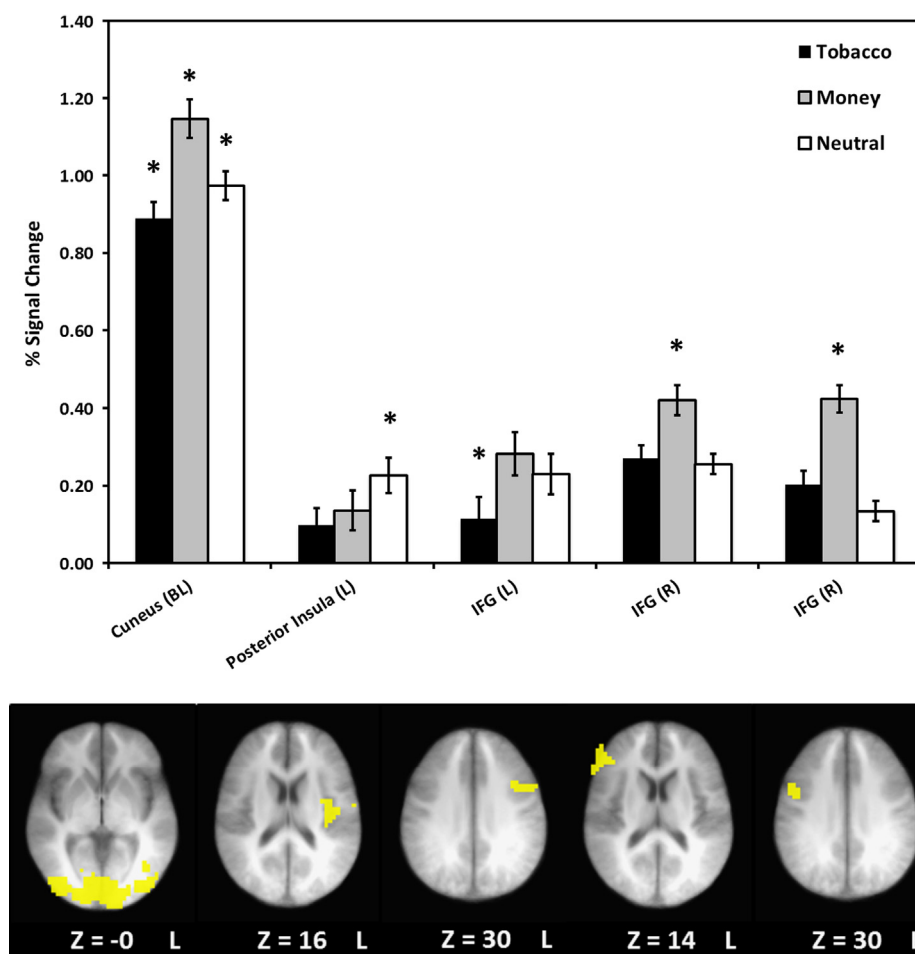 1.40
1.20
1.00
0.80
0.60
0.40
0.20
0.00
% Signal Change
Tobacco
Money
Neutral
*
*
*
*
*
*
*
Cuneus (BL)
Posterior Insula (L)
IFG (L)
IFG (R)
IFG (R)
Z = -0 L
Z = 16 L
Z = 30 L
Z = 14 L
Z = 30 L